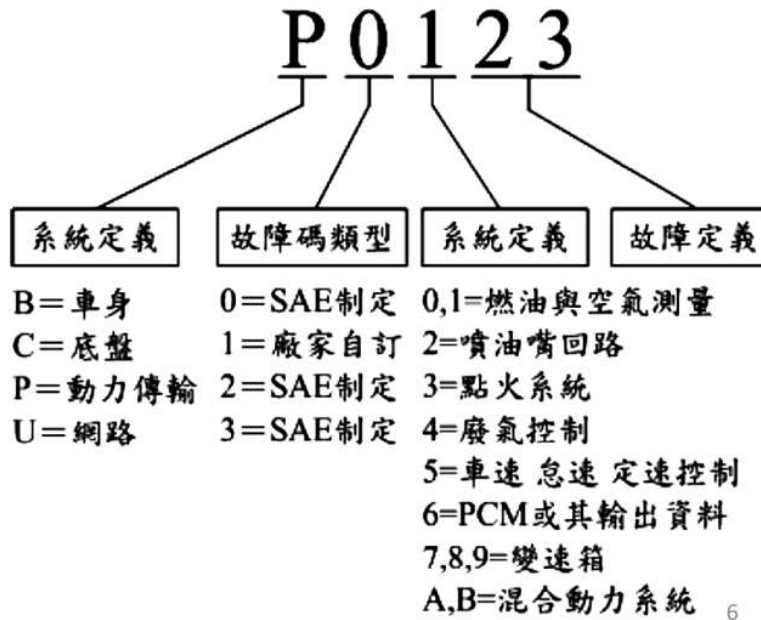 P0123
系統定義 故障碼類型 系統定義 故障定義
B＝車身 0＝SAE制定 0,1=燃油與空氣測量
C＝底盤 1＝廠家自訂 2=噴油嘴回路
P＝動力傳輸 2＝SAE制定 3=點火系統
U＝網路 3＝SAE制定 4=廢氣控制
5=車速 怠速 定速控制
6=PCM或其輸出資料
7,8,9=變速箱
A,B=混合動力系統
6